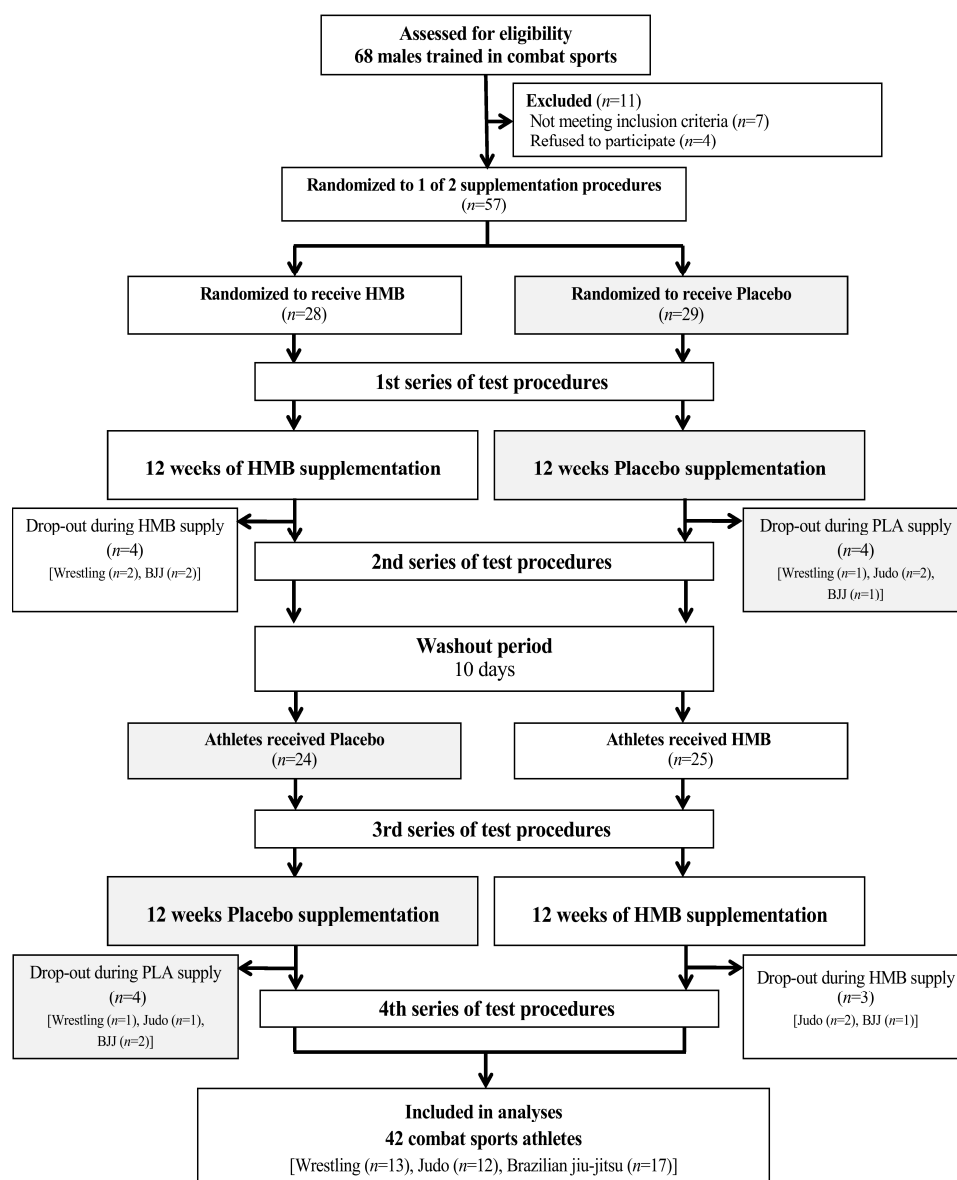 Assessed for eligibility
68 males trained in combat sports
Excluded (n=11)
Not meeting inclusion criteria (n=7)
Refused to participate (n=4)
Randomized to 1 of 2 supplementation procedures
(n=57)
Randomized to receive HMB
(n=28)
Randomized to receive Placebo
(n=29)
1st series of test procedures
12 weeks of HMB supplementation
12 weeks Placebo supplementation
Drop-out during HMB supply
(n=4)
[Wrestling (n=2), BJJ (n=2)]
2nd series of test procedures
Drop-out during PLA supply
(n=4)
[Wrestling (n=1), Judo (n=2),
BJJ (n=1)]
Washout period
10 days
Athletes received Placebo
(n=24)
Athletes received HMB
(n=25)
3rd series of test procedures
12 weeks Placebo supplementation
12 weeks of HMB supplementation
Drop-out during PLA supply
(n=4)
[Wrestling (n=1), Judo (n=1),
BJJ (n=2)]
4th series of test procedures
Drop-out during HMB supply
(n=3)
[Judo (n=2), BJJ (n=1)]
Included in analyses
42 combat sports athletes
[Wrestling (n=13), Judo (n=12), Brazilian jiu-jitsu (n=17)]